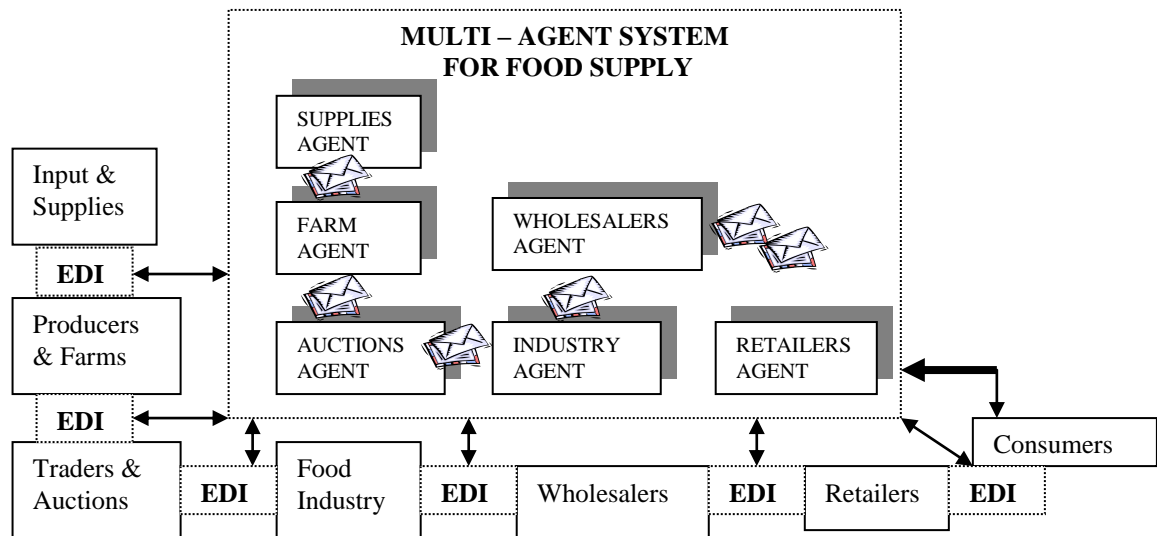 MULTI – AGENT SYSTEM
FOR FOOD SUPPLY
SUPPLIES
AGENT
FARM
AGENT
WHOLESALERS
AGENT
AUCTIONS
AGENT
INDUSTRY
AGENT
RETAILERS
AGENT
Input &
Supplies
EDI
Producers
& Farms
EDI
Traders &
Auctions
EDI
Food
Industry
EDI
Wholesalers
EDI
Retailers
EDI
Consumers